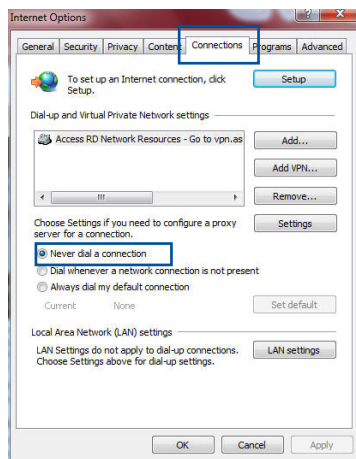 Internet Options
General Security Privacy Content Connections Programs Advanced
To set up an Internet connection, click
Setup.
Setup
Dial-up and Virtual Private Network settings
Access RD Network Resources - Go to vpn.as
Add...
Add VPN...
Remove...
Choose Settings if you need to configure a proxy
server for a connection.
Settings
Never dial a connection
Dial whenever a network connection is not present
Always dial my default connection
Current None
Set default
Local Area Network (LAN) settings
LAN Settings do not apply to dial-up connections.
Choose Settings above for dial-up settings.
LAN settings
OK Cancel Apply